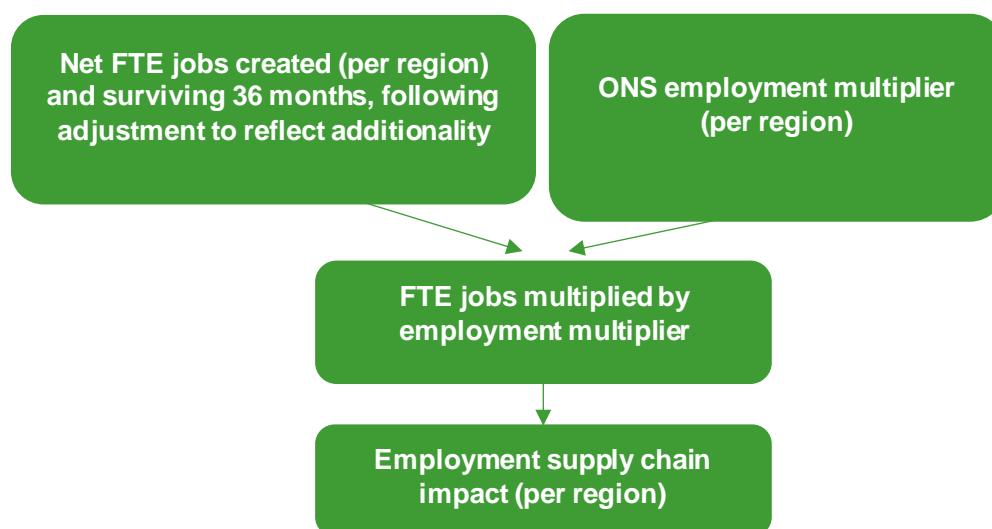 Net FTE jobs created (per region)
and surviving 36 months, following
adjustment to reflect additionality
ONS employment multiplier
(per region)
FTE jobs multiplied by
employment multiplier
Employment supply chain
impact (per region)